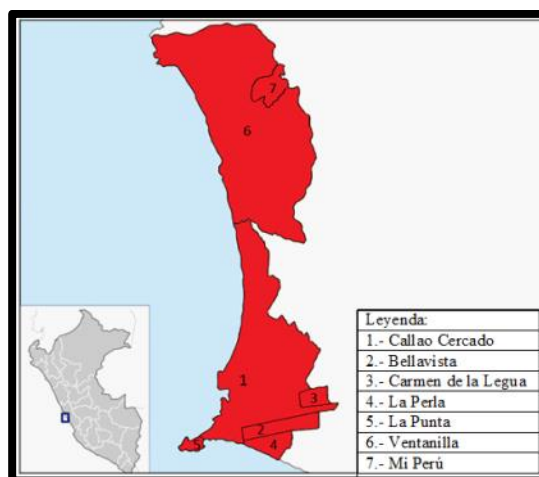 7
6
1
3
2
5
4
Leyenda:
1.- Callao Cercado
2.- Bellavista
3.- Carmen de la Legua
4.- La Perla
5.- La Punta
6.- Ventanilla
7.- Mi Perú